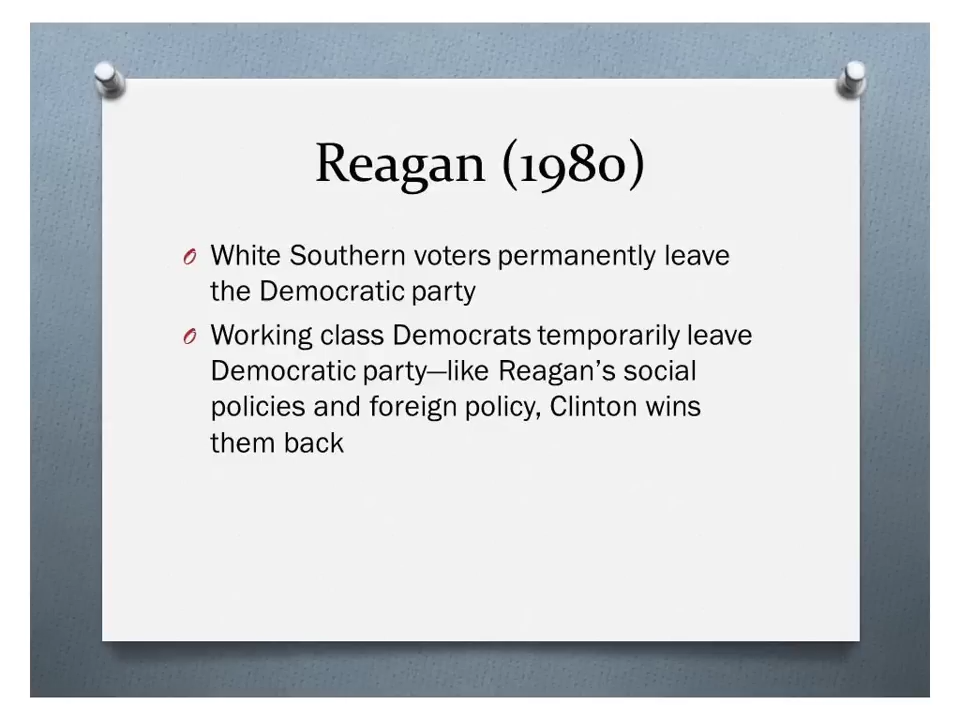 Reagan (1980)
White Southern voters permanently leave
the Democratic party
Working class Democrats temporarily leave
Democratic party—like Reagan's social
policies and foreign policy, Clinton wins
them back